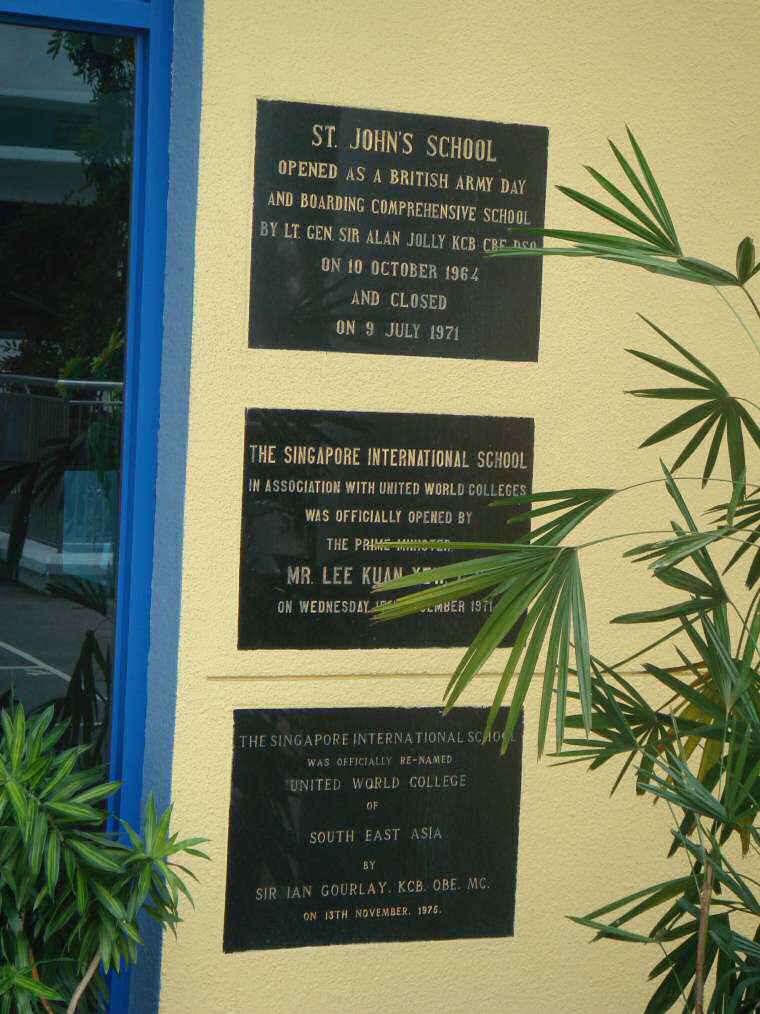 ST. JOHN'S SCHOOL
OPENED AS A BRITISH ARMY DAY
AND BOARDING COMPREHENSIVE SCHOOL
BY LT. GEN. SIR ALAN JOLLY KCB CBE DSO
ON 10 OCTOBER 1964
AND CLOSED
ON 9 JULY 1971
THE SINGAPORE INTERNATIONAL SCHOOL
IN ASSOCIATION WITH UNITED WORLD COLLEGES
WAS OFFICIALLY OPENED BY
THE PRIME MINISTER,
MR. LEE KUAN YEW
ON WEDNESDAY 1971
THE SINGAPORE INTERNATIONAL SCHOOL
WAS OFFICIALLY RE-NAMED
UNITED WORLD COLLEGE
OF
SOUTH EAST ASIA
BY
SIR IAN GOURLAY. KCB. OBE. MC.
ON 13TH NOVEMBER. 1975.